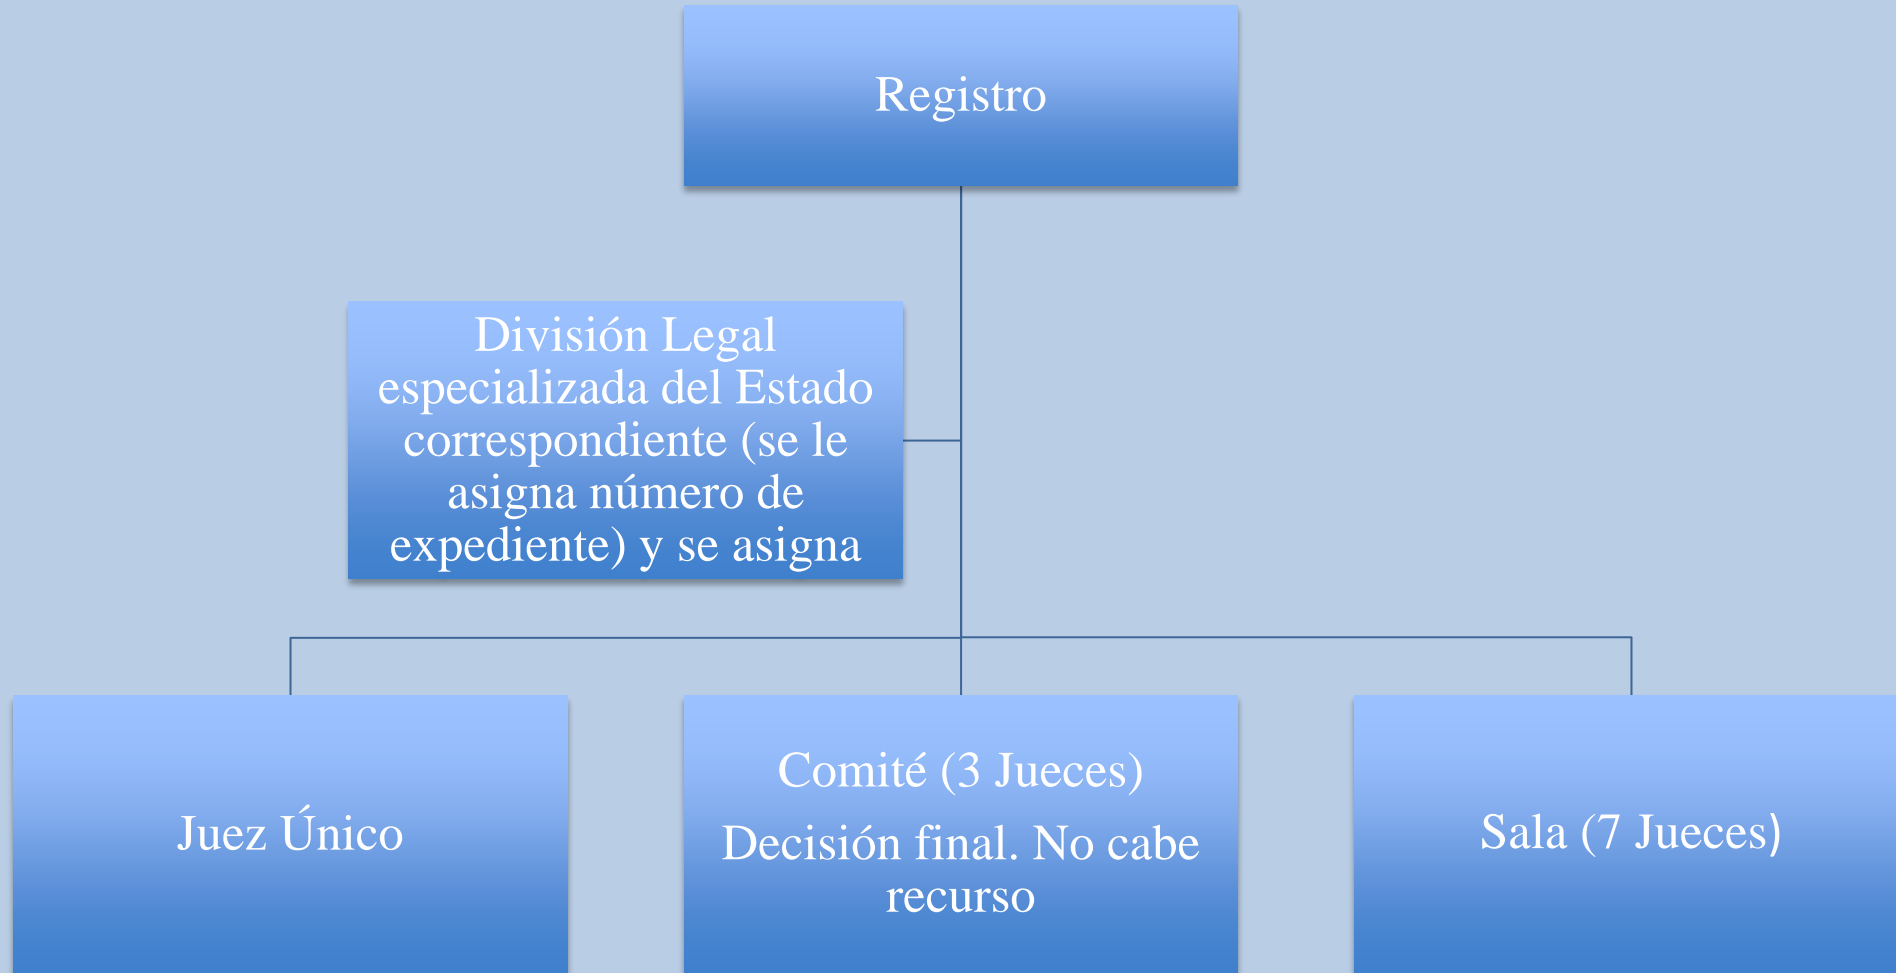 Registro
División Legal
especializada del Estado
correspondiente (se le
asigna número de
expediente) y se asigna
Juez Único
Comité (3 Jueces)
Decisión final. No cabe
recurso
Sala (7 Jueces)